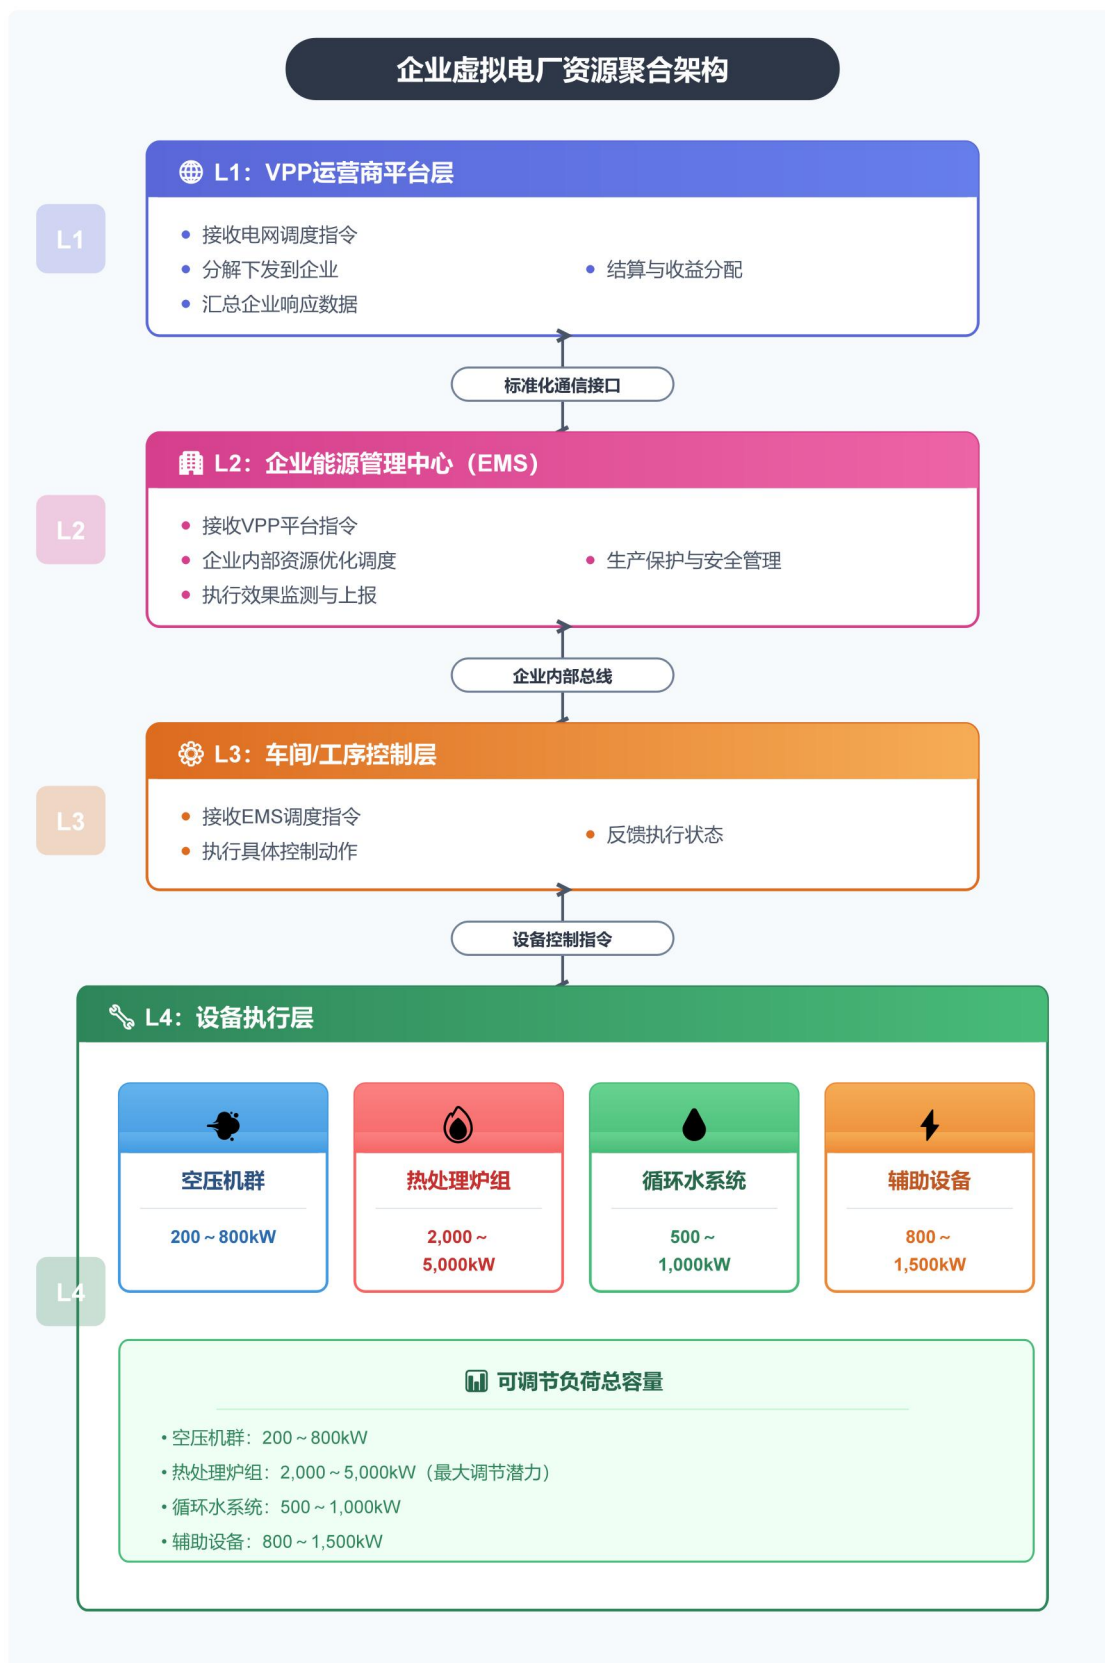 企业虚拟电厂资源聚合架构
L1
L1：VPP运营商平台层
接收电网调度指令
分解下发到企业
汇总企业响应数据
结算与收益分配
标准化通信接口
L2
L2：企业能源管理中心（EMS）
接收VPP平台指令
企业内部资源优化调度
执行效果监测与上报
生产保护与安全管理
企业内部总线
L3
L3：车间/工序控制层
接收EMS调度指令
执行具体控制动作
反馈执行状态
设备控制指令
L4
L4：设备执行层
空压机群
200～800kW
热处理炉组
2,000～
5,000kW
循环水系统
500～
1,000kW
辅助设备
800～
1,500kW
可调节负荷总容量
• 空压机群：200～800kW
• 热处理炉组：2,000～5,000kW（最大调节潜力）
• 循环水系统：500～1,000kW
• 辅助设备：800～1,500kW